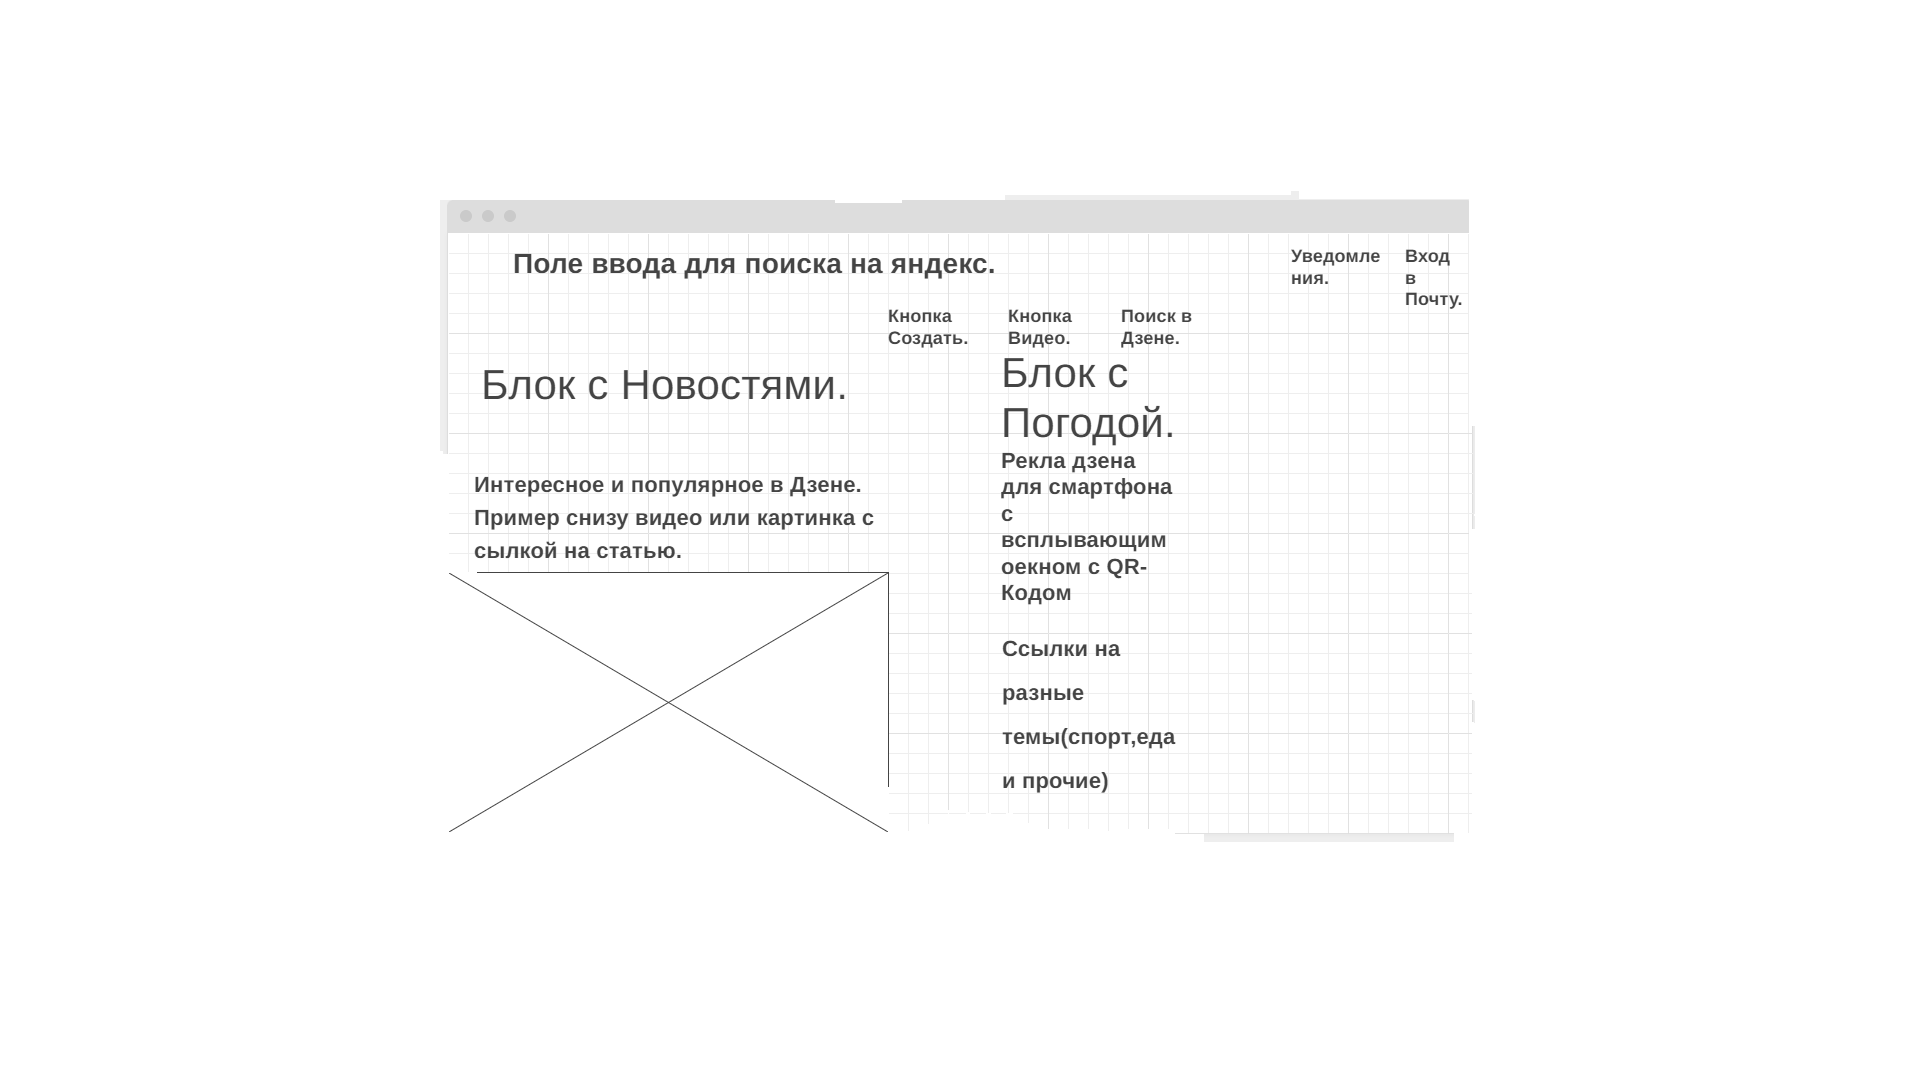 Поле ввода для поиска на яндекс.
Уведомле
ния.
Вход
в
Почту.
Кнопка
Создать.
Кнопка
Видео.
Поиск в
Дзене.
Блок с Новостями.
Блок с
Погодой.
Интересное и популярное в Дзене.
Пример снизу видео или картинка с
сылкой на статью.
Рекла дзена
для смартфона
с
всплывающим
оекном с QR-
Кодом
Ссылки на
разные
темы(спорт,еда
и прочие)